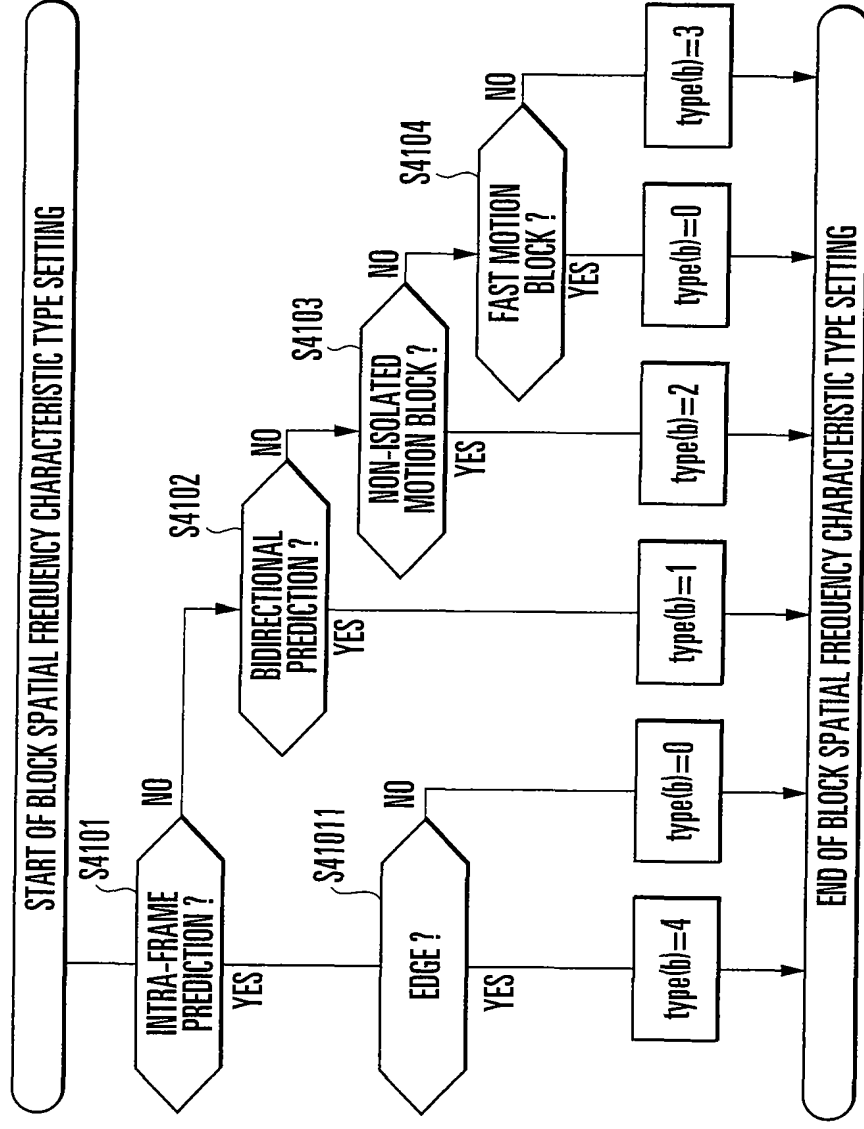 START OF BLOCK SPATIAL FREQUENCY CHARACTERISTIC TYPE SETTING
S4101
INTRA-FRAME
PREDICTION ?
NO
YES
S4102
BIDIRECTIONAL
PREDICTION ?
NO
YES
S4103
NON-ISOLATED
MOTION BLOCK ?
NO
YES
S4104
FAST MOTION
BLOCK ?
NO
YES
S41011
EDGE ?
NO
YES
type(b)=4
type(b)=0
type(b)=1
type(b)=2
type(b)=0
type(b)=3
END OF BLOCK SPATIAL FREQUENCY CHARACTERISTIC TYPE SETTING